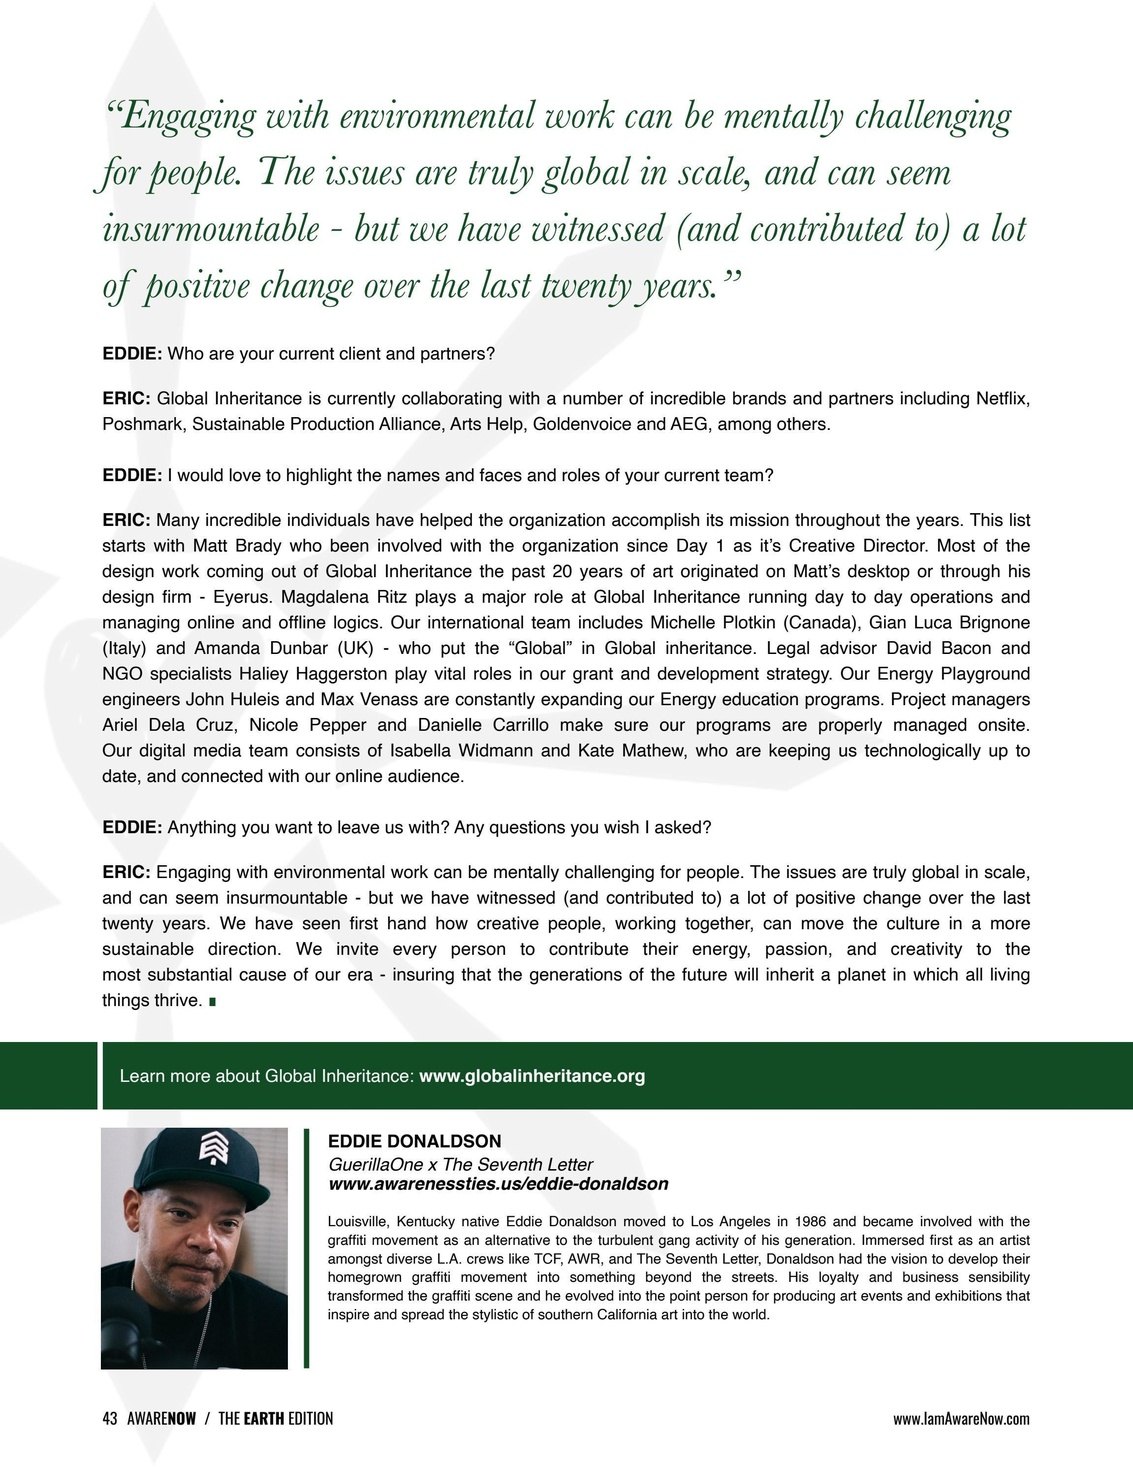 “Engaging with environmental work can be mentally challenging
for people. The issues are truly global in scale, and can seem
insurmountable - but we have witnessed (and contributed to) a lot
of positive change over the last twenty years.”
EDDIE: Who are your current client and partners?
ERIC: Global Inheritance is currently collaborating with a number of incredible brands and partners including Netflix,
Poshmark, Sustainable Production Alliance, Arts Help, Goldenvoice and AEG, among others.
EDDIE: I would love to highlight the names and faces and roles of your current team?
ERIC: Many incredible individuals have helped the organization accomplish its mission throughout the years. This list
starts with Matt Brady who been involved with the organization since Day 1 as it’s Creative Director. Most of the
design work coming out of Global Inheritance the past 20 years of art originated on Matt’s desktop or through his
design firm - Eyerus. Magdalena Ritz plays a major role at Global Inheritance running day to day operations and
managing online and offline logics. Our international team includes Michelle Plotkin (Canada), Gian Luca Brignone
(Italy) and Amanda Dunbar (UK) - who put the “Global” in Global inheritance. Legal advisor David Bacon and
NGO specialists Haliey Haggerston play vital roles in our grant and development strategy. Our Energy Playground
engineers John Huleis and Max Venass are constantly expanding our Energy education programs. Project managers
Ariel Dela Cruz, Nicole Pepper and Danielle Carrillo make sure our programs are properly managed onsite.
Our digital media team consists of Isabella Widmann and Kate Mathew, who are keeping us technologically up to
date, and connected with our online audience.
EDDIE: Anything you want to leave us with? Any questions you wish I asked?
ERIC: Engaging with environmental work can be mentally challenging for people. The issues are truly global in scale,
and can seem insurmountable - but we have witnessed (and contributed to) a lot of positive change over the last
twenty years. We have seen first hand how creative people, working together, can move the culture in a more
sustainable direction. We invite every person to contribute their energy, passion, and creativity to the
most substantial cause of our era - insuring that the generations of the future will inherit a planet in which all living
things thrive.
Learn more about Global Inheritance: www.globalinheritance.org
EDDIE DONALDSON
GuerillaOne x The Seventh Letter
www.awarenessties.us/eddie-donaldson
Louisville, Kentucky native Eddie Donaldson moved to Los Angeles in 1986 and became involved with the
graffiti movement as an alternative to the turbulent gang activity of his generation. Immersed first as an artist
amongst diverse L.A. crews like TCF, AWR, and The Seventh Letter, Donaldson had the vision to develop their
homegrown graffiti movement into something beyond the streets. His loyalty and business sensibility
transformed the graffiti scene and he evolved into the point person for producing art events and exhibitions that
inspire and spread the stylistic of southern California art into the world.
43 AWARENOW / THE EARTH EDITION
www.IamAwareNow.com